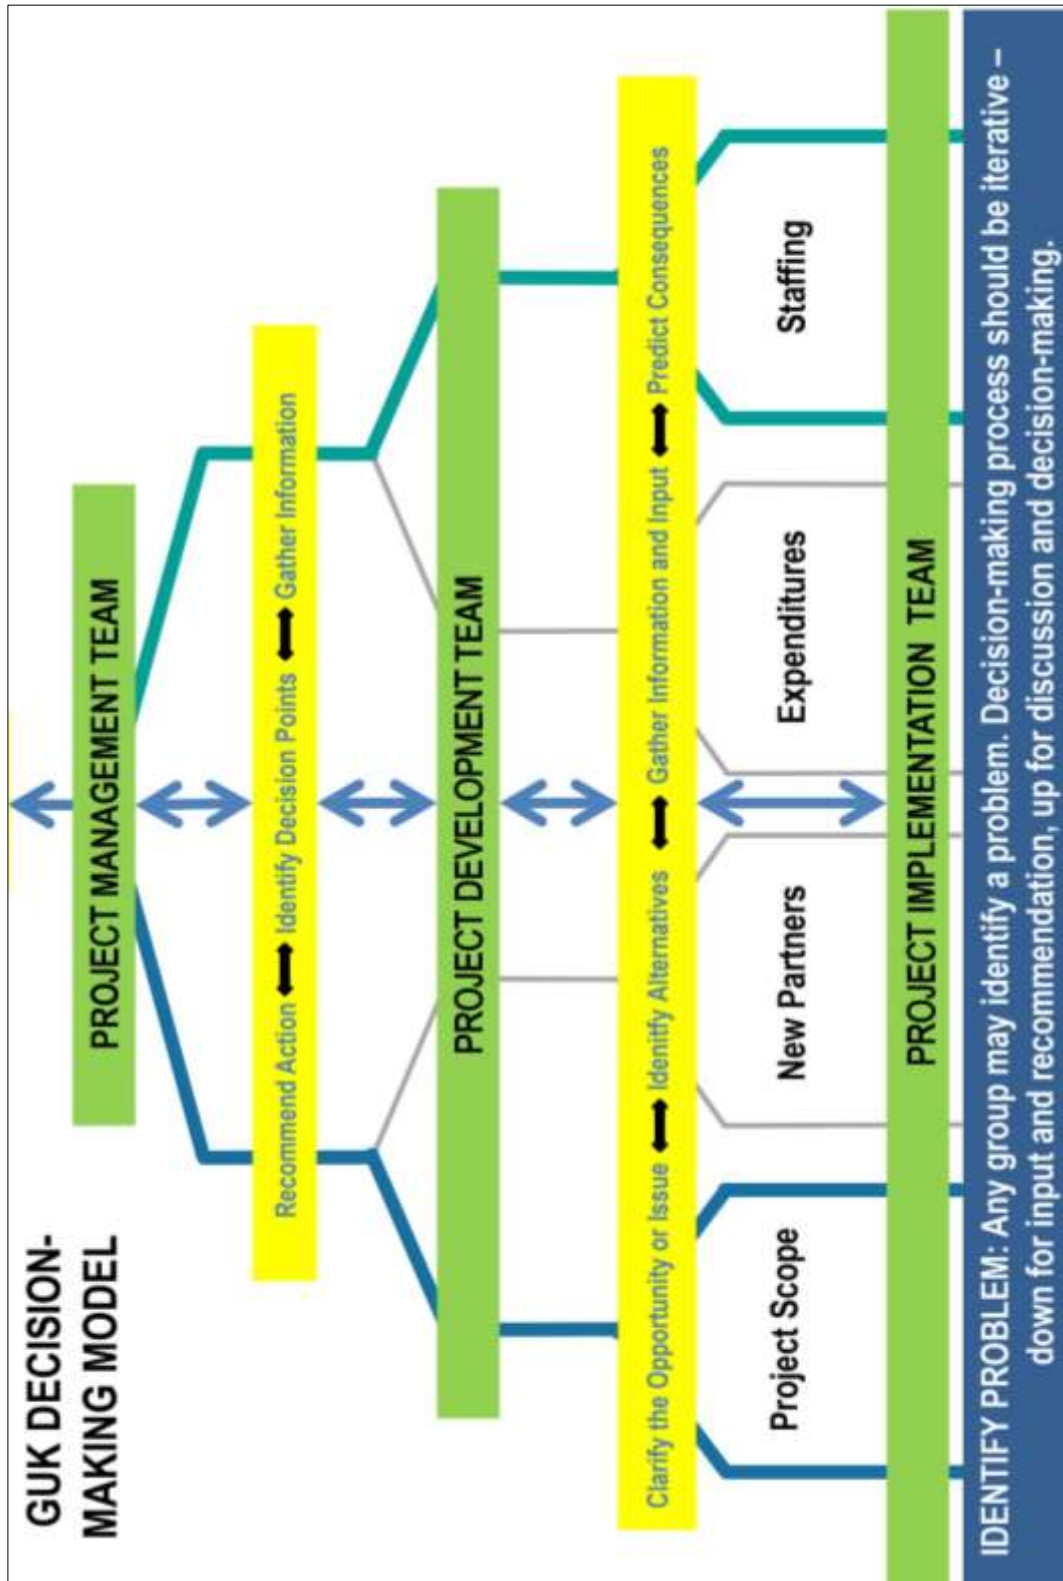 GUK DECISION-
MAKING MODEL
PROJECT MANAGEMENT TEAM
Recommend Action Identify Decision Points Gather Information
PROJECT DEVELOPMENT TEAM
Clarify the Opportunity or Issue Idenitfy Alternatives Gather Information and Input Predict Consequences
Project Scope New Partners Expenditures Staffing
PROJECT IMPLEMENTATION TEAM
IDENTIFY PROBLEM: Any group may identify a problem. Decision-making process should be iterative –
down for input and recommendation, up for discussion and decision-making.